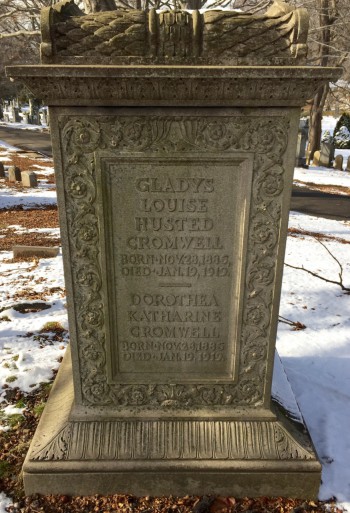 GLADYS
LOUISE
HUSTED
CROMWELL
BORN·NOV.28,1885.
DIED·JAN.19,1919.
DOROTHEA
KATHARINE
CROMWELL
BORN·NOV.28,1885
DIED·JAN.19,1919.